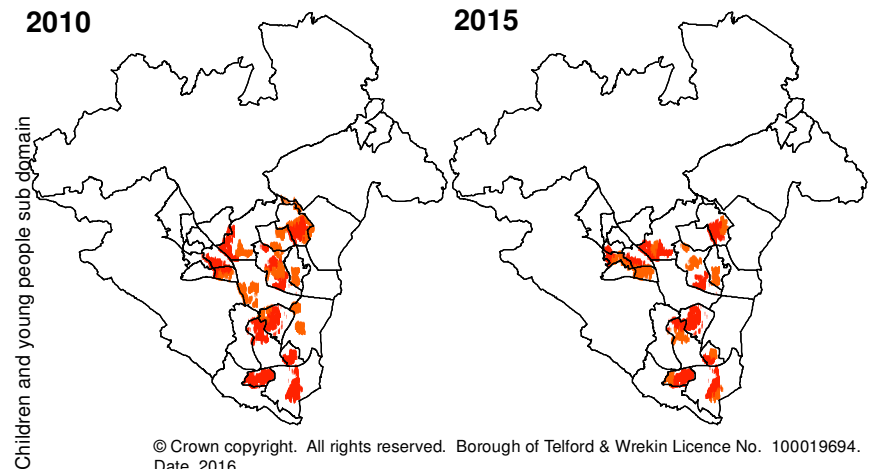 2010
2015
Children and young people sub domain
© Crown copyright. All rights reserved. Borough of Telford & Wrekin Licence No. 100019694.
Date 2016